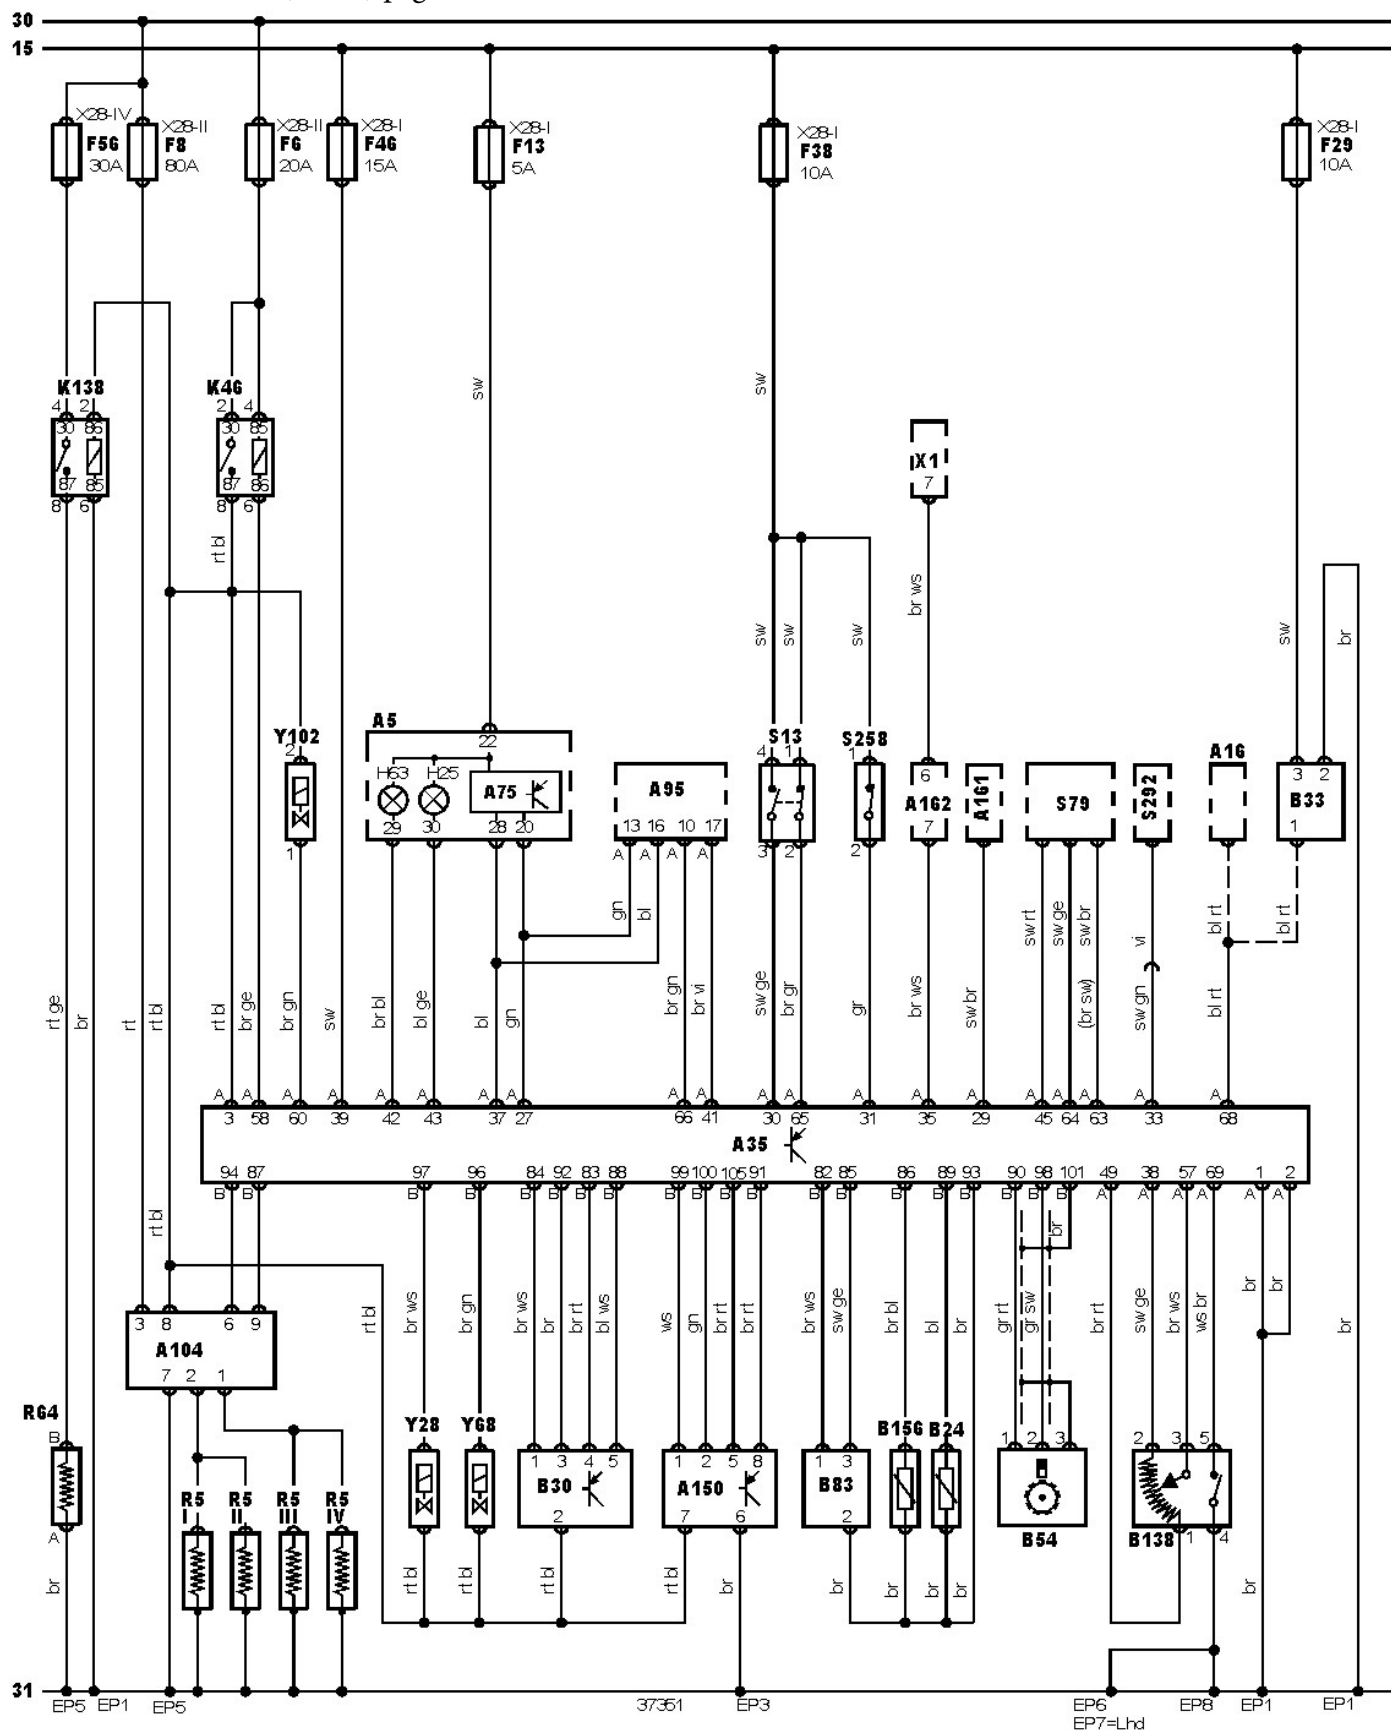 30
15
X28-IV X28-II X28-II X28-I X28-I X28-I X28-I
F56 F8 F6 F46 F13 F38 F29
30A 80A 20A 15A 5A 10A 10A
K138 K46
4 2 2 4
30 86 30 85
87 85 87 86
8 6 8 6
sw sw
X1
7
rt bl
br ws
sw sw sw sw br
A5
Y102 22 S13 S258 A16
2 4 1 1
H63 H25 A75 A95 6 A162 7 A161 S79 S292 3 2 B33 1
29 30 28 20 13 16 10 17
1 A A A A 3 2 2
gn bl sw rt sw ge sw br vi bl rt bl rt
rt ge br rt rt bl rt bl br ge br gn sw br bl bl ge bl gn br gn br vi sw ge br gr gr br ws sw br (br sw) sw gn bl rt
A A A A A A A A A A A A A A A A A A A A
3 58 60 39 42 43 37 27 66 41 30 65 31 35 29 45 64 63 33 68
A35
94 87 97 96 84 92 83 88 99 100 105 91 82 85 86 89 93 90 98 101 49 38 57 69 1 2
B B B B B B B B B B B B B B B B B B B B A A A A A A
rt bl br
rt bl br ws br gn br ws br br rt bl ws ws gn br rt br rt br ws sw ge br bl bl br gr rt gr sw br rt sw ge br ws ws br br br br
3 8 6 9
A104
7 2 1
R64 Y28 Y68 B156 B24
B 1 3 4 5 1 2 5 8 1 3 1 2 3 2 3 5
B30 A150 B83
R5 R5 R5 R5
I II III IV
2 7 6 2
A B54 B138 1 4
br rt bl rt bl rt bl rt bl br br br br br
31
EP5 EP1 EP5 37351 EP3 EP6 EP8 EP1 EP1
EP7=Lhd